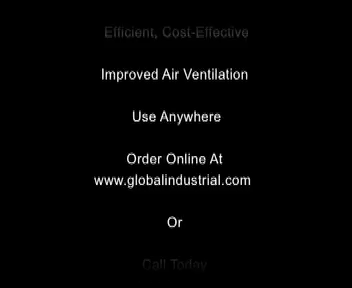 Efficient, Cost-Effective
Improved Air Ventilation
Use Anywhere
Order Online At
www.globalindustrial.com
Or
Call Today